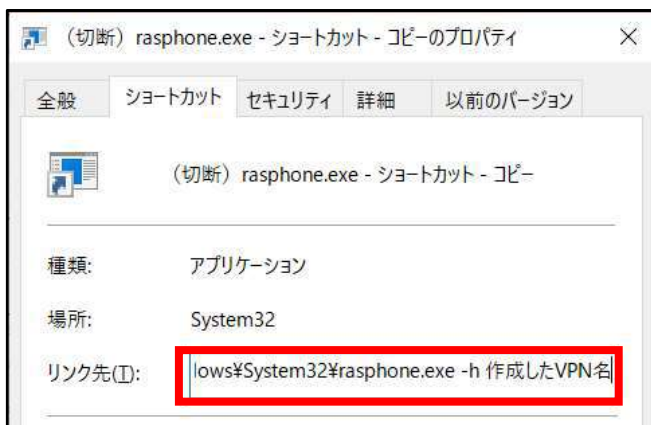 （切断）rasphone.exe - ショートカット - コピーのプロパティ
全般 ショートカット セキュリティ 詳細 以前のバージョン
（切断）rasphone.exe - ショートカット - コピー
種類: アプリケーション
場所: System32
リンク先(T): lows¥System32¥rasphone.exe -h 作成したVPN名